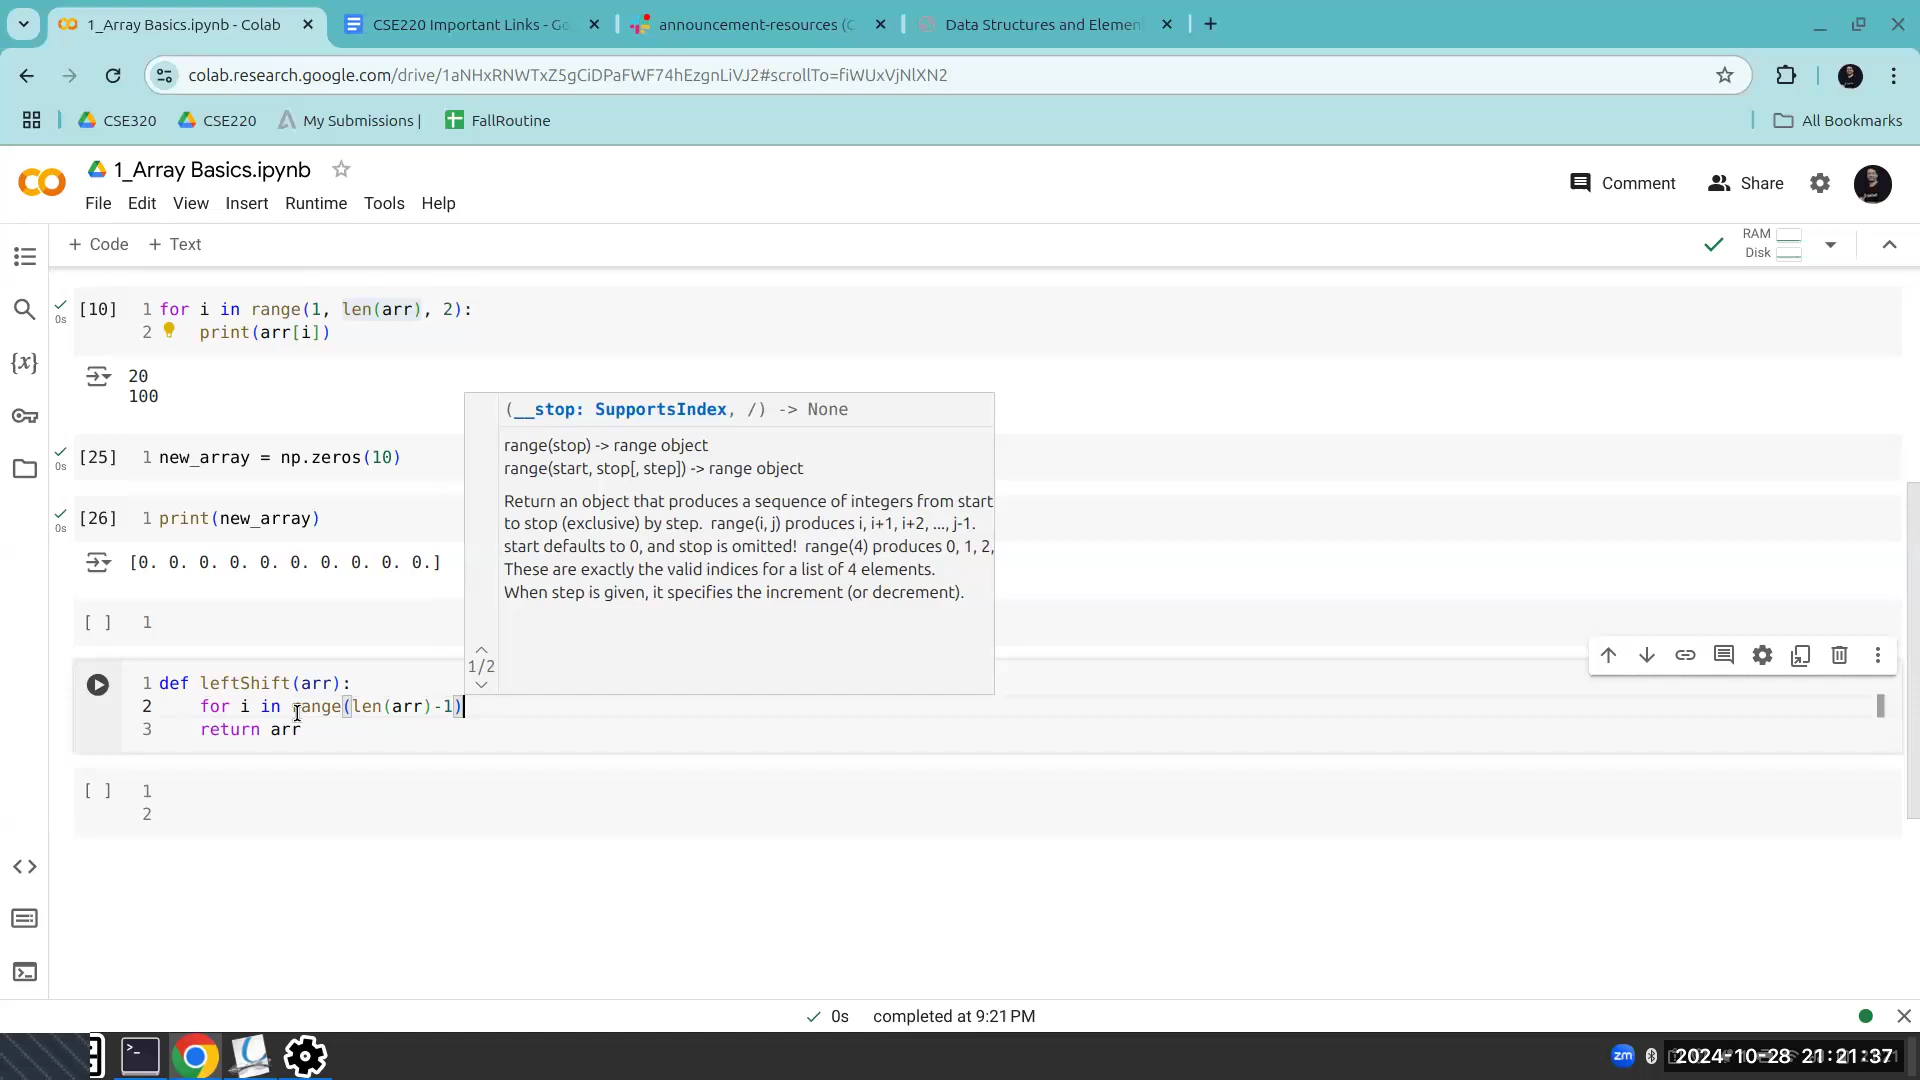 1_Array Basics.ipynb - Colab
CSE220 Important Links - Go
announcement-resources (C
Data Structures and Elemen
colab.research.google.com/drive/1aNHxRNWTxZ5gCiDPaFWF74hEzgnLiVJ2#scrollTo=fiWUxVjNlXN2
CSE320
CSE220
My Submissions |
FallRoutine
All Bookmarks
1_Array Basics.ipynb
Comment
Share
File Edit View Insert Runtime Tools Help
+ Code + Text
RAM
Disk
[10] 1 for i in range(1, len(arr), 2):
2 print(arr[i])
0s
20
100
(__stop: SupportsIndex, /) -> None
range(stop) -> range object
range(start, stop[, step]) -> range object
Return an object that produces a sequence of integers from start
to stop (exclusive) by step. range(i, j) produces i, i+1, i+2, ..., j-1.
start defaults to 0, and stop is omitted! range(4) produces 0, 1, 2,
These are exactly the valid indices for a list of 4 elements.
When step is given, it specifies the increment (or decrement).
1/2
[25] 1 new_array = np.zeros(10)
0s
[26] 1 print(new_array)
0s
[0. 0. 0. 0. 0. 0. 0. 0. 0. 0.]
[ ] 1
1 def leftShift(arr):
2 for i in range(len(arr)-1)
3 return arr
[ ] 1
2
0s completed at 9:21 PM
zm
2024-10-28 21:21:37